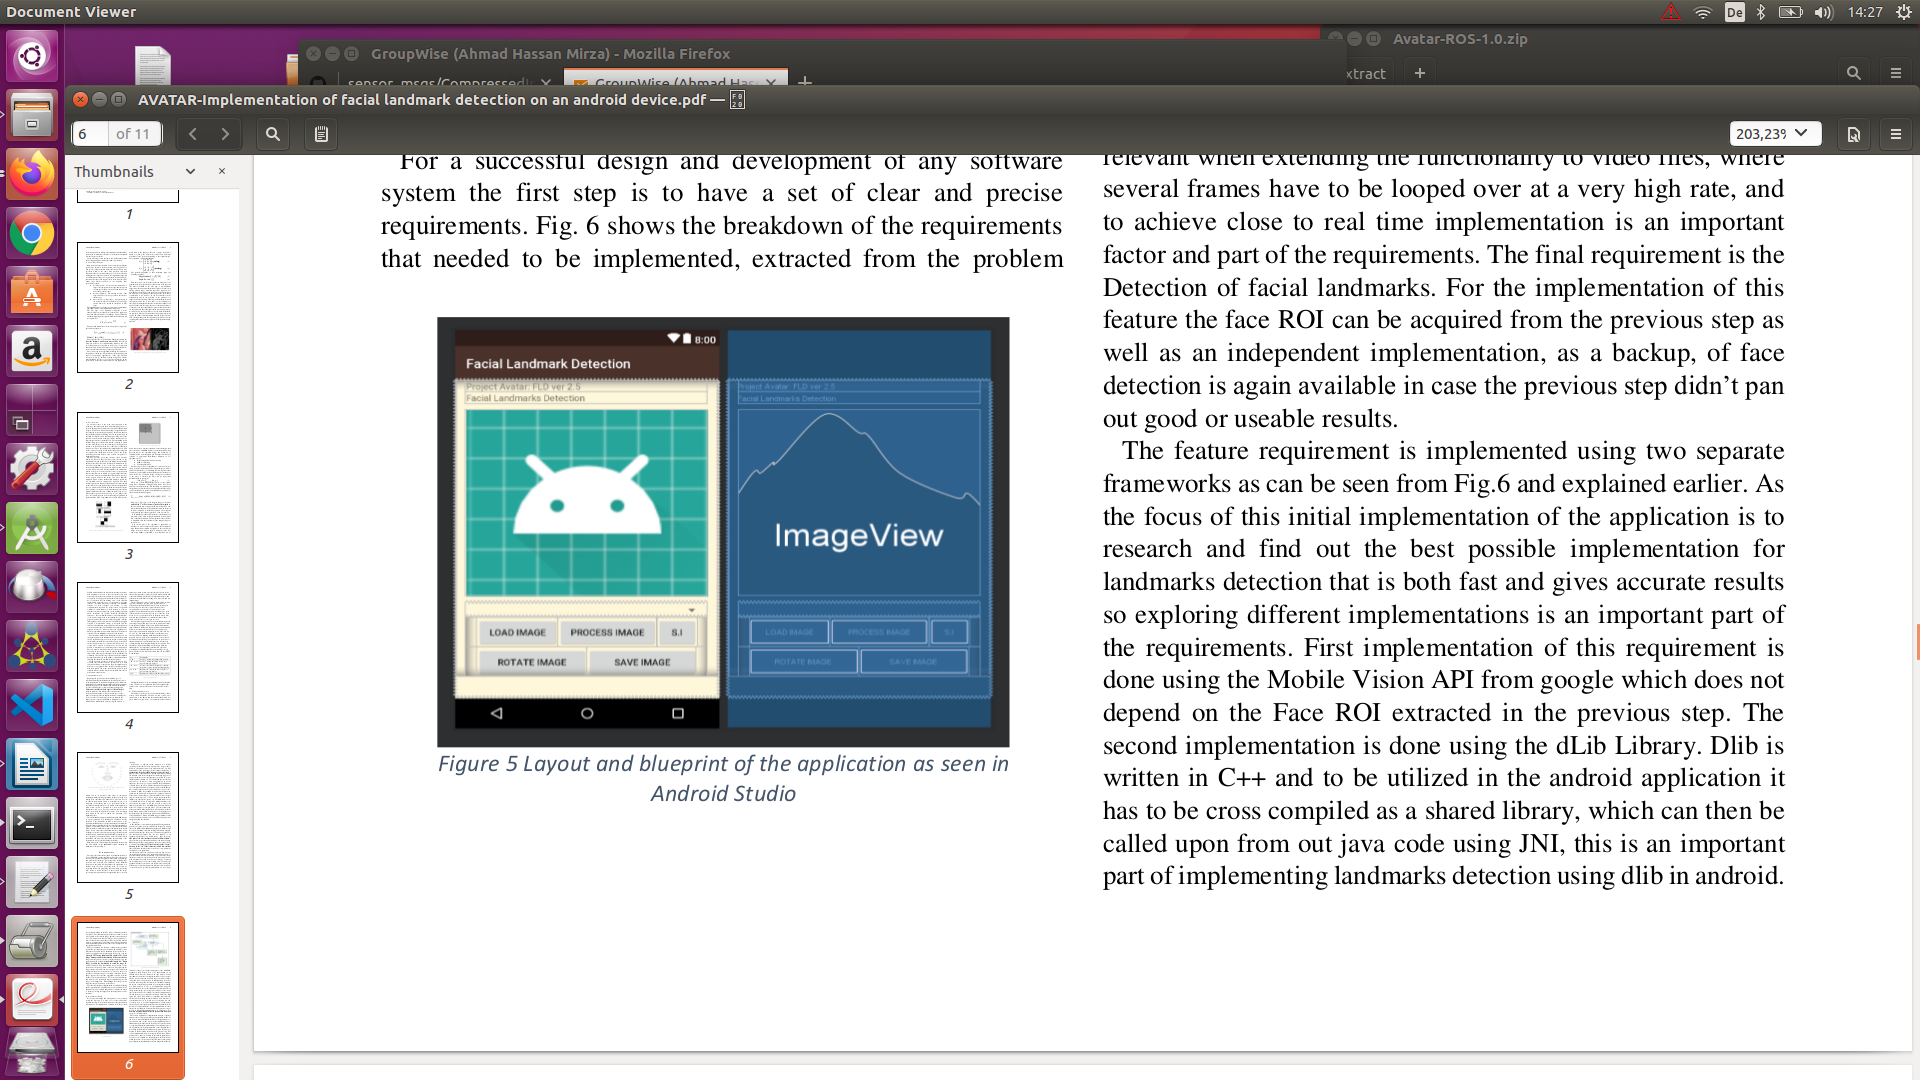 Document Viewer
De
14:27
GroupWise (Ahmad Hassan Mirza) - Mozilla Firefox
Avatar-ROS-1.0.zip
AVATAR-Implementation of facial landmark detection on an android device.pdf —
6 of 11
203,23%
Thumbnails
1
2
3
4
5
6
For a successful design and development of any software
system the first step is to have a set of clear and precise
requirements. Fig. 6 shows the breakdown of the requirements
that needed to be implemented, extracted from the problem
8:00
Facial Landmark Detection
Project Avatar: FLD ver 2.5
Facial Landmarks Detection
LOAD IMAGE PROCESS IMAGE S.I
ROTATE IMAGE SAVE IMAGE
Project Avatar: FLD ver 2.5
Facial Landmarks Detection
ImageView
LOAD IMAGE PROCESS IMAGE S.I
ROTATE IMAGE SAVE IMAGE
Figure 5 Layout and blueprint of the application as seen in
Android Studio
relevant when extending the functionality to video files, where
several frames have to be looped over at a very high rate, and
to achieve close to real time implementation is an important
factor and part of the requirements. The final requirement is the
Detection of facial landmarks. For the implementation of this
feature the face ROI can be acquired from the previous step as
well as an independent implementation, as a backup, of face
detection is again available in case the previous step didn’t pan
out good or useable results.
The feature requirement is implemented using two separate
frameworks as can be seen from Fig.6 and explained earlier. As
the focus of this initial implementation of the application is to
research and find out the best possible implementation for
landmarks detection that is both fast and gives accurate results
so exploring different implementations is an important part of
the requirements. First implementation of this requirement is
done using the Mobile Vision API from google which does not
depend on the Face ROI extracted in the previous step. The
second implementation is done using the dLib Library. Dlib is
written in C++ and to be utilized in the android application it
has to be cross compiled as a shared library, which can then be
called upon from out java code using JNI, this is an important
part of implementing landmarks detection using dlib in android.